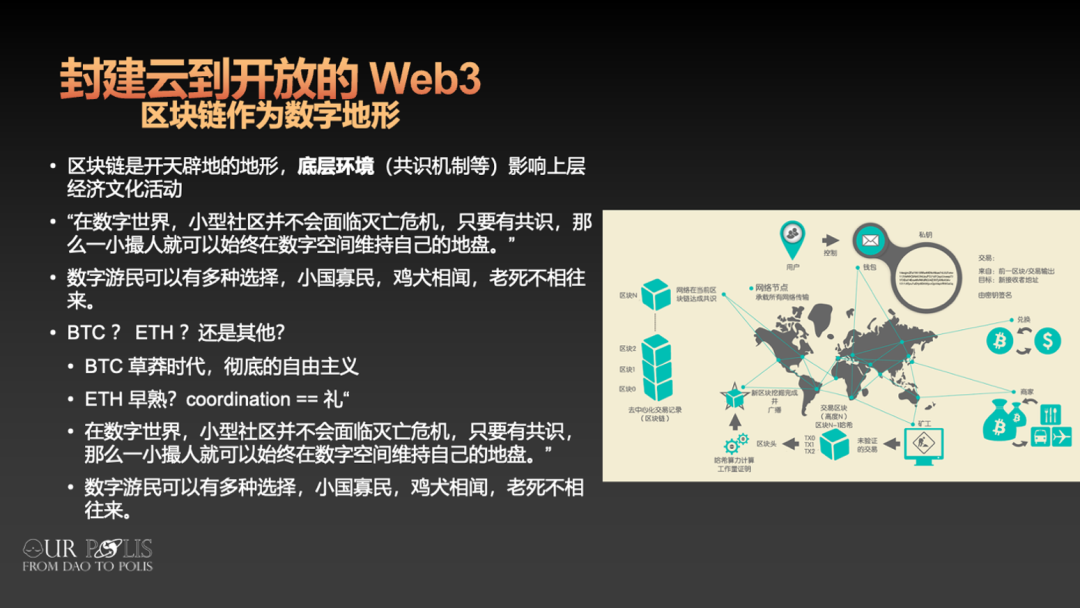 封建云到开放的 Web3
区块链作为数字地形
• 区块链是开天辟地的地形，底层环境（共识机制等）影响上层
经济文化活动
• “在数字世界，小型社区并不会面临灭亡危机，只要有共识，那
么一小撮人就可以始终在数字空间维持自己的地盘。”
• 数字游民可以有多种选择，小国寡民，鸡犬相闻，老死不相往
来。
• BTC ？ ETH ？还是其他？
• BTC 草莽时代，彻底的自由主义
• ETH 早熟？coordination == 礼“
• 在数字世界，小型社区并不会面临灭亡危机，只要有共识，
那么一小撮人就可以始终在数字空间维持自己的地盘。”
• 数字游民可以有多种选择，小国寡民，鸡犬相闻，老死不相
往来。
用户
控制
钱包
私钥
交易：
来自：前一区块/交易输出
目标：新接收者地址
由密钥签名
区块N
网络在当前区
块链达成共识
网络节点
承载所有网络传输
兑换
区块2
区块1
区块0
去中心化交易记录
（区块链）
新区块挖掘完成
并
广播
交易区块
（高度N）
区块N-1哈希
商家
矿工
哈希算力计算
工作量证明
区块头
TX0
TX1
TX2
未验证
的交易
OUR POLIS
FROM DAO TO POLIS